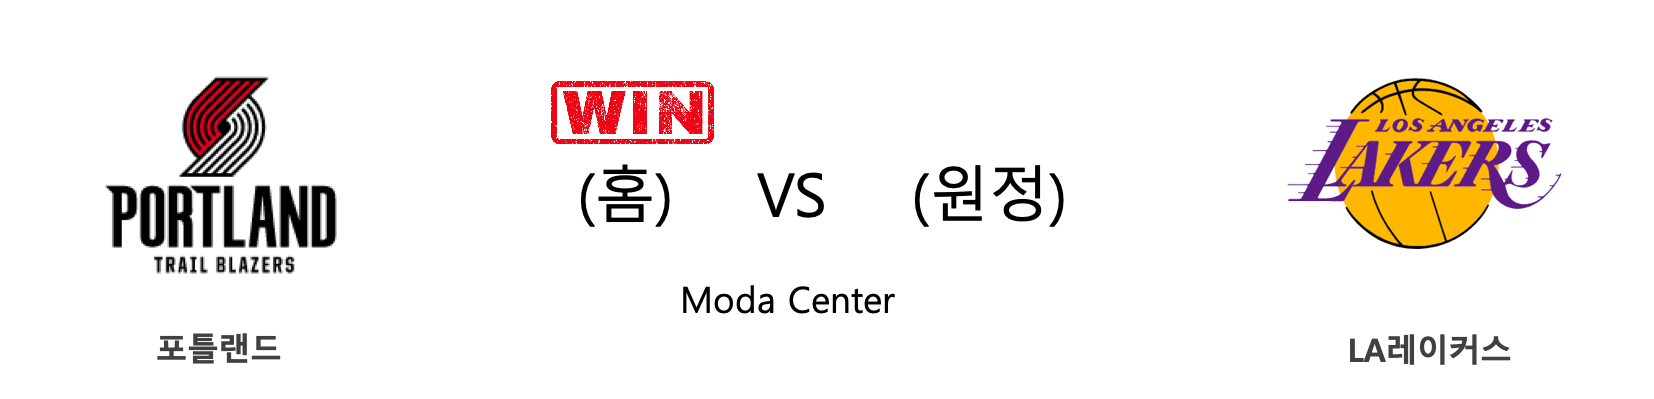 PORTLAND
TRAIL BLAZERS
포틀랜드
WIN
(홈) VS (원정)
Moda Center
LOS ANGELES
LAKERS
LA레이커스